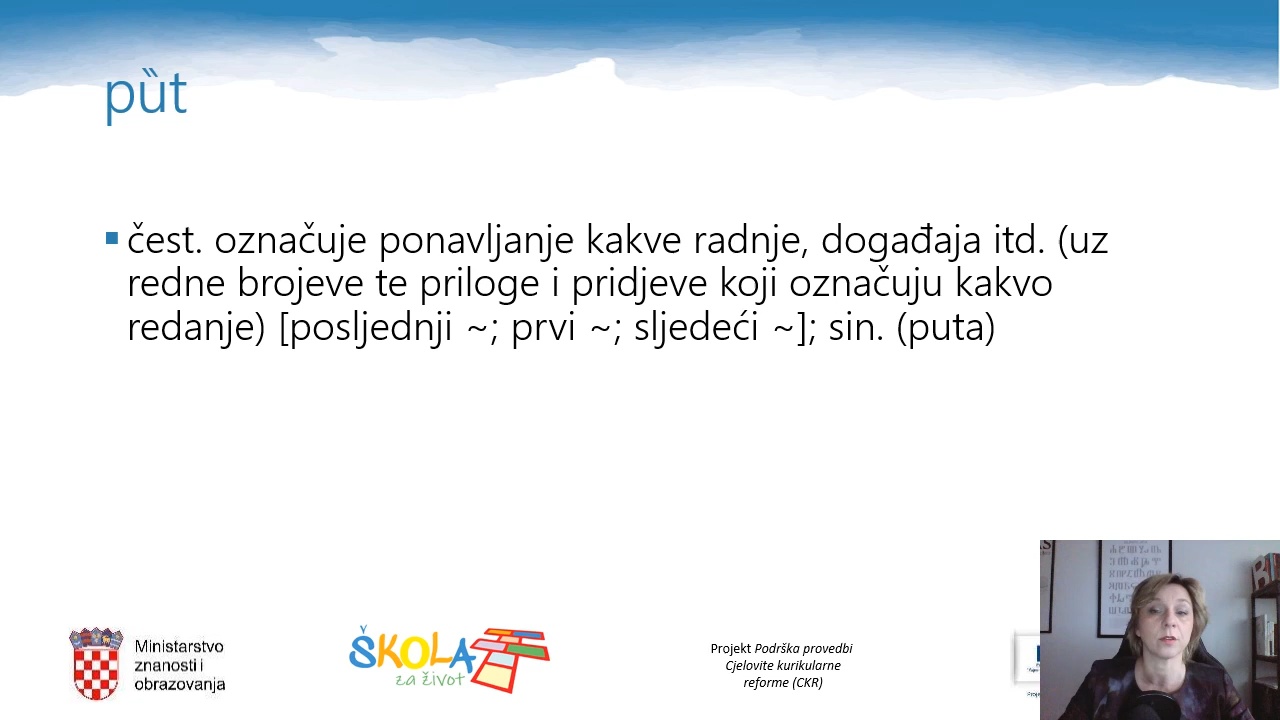 pȕt
čest. označuje ponavljanje kakve radnje, događaja itd. (uz
redne brojeve te priloge i pridjeve koji označuju kakvo
redanje) [posljednji ~; prvi ~; sljedeći ~]; sin. (puta)
Ministarstvo
znanosti i
obrazovanja
ŠKOLA
za život
Projekt Podrška provedbi
Cjelovite kurikularne
reforme (CKR)